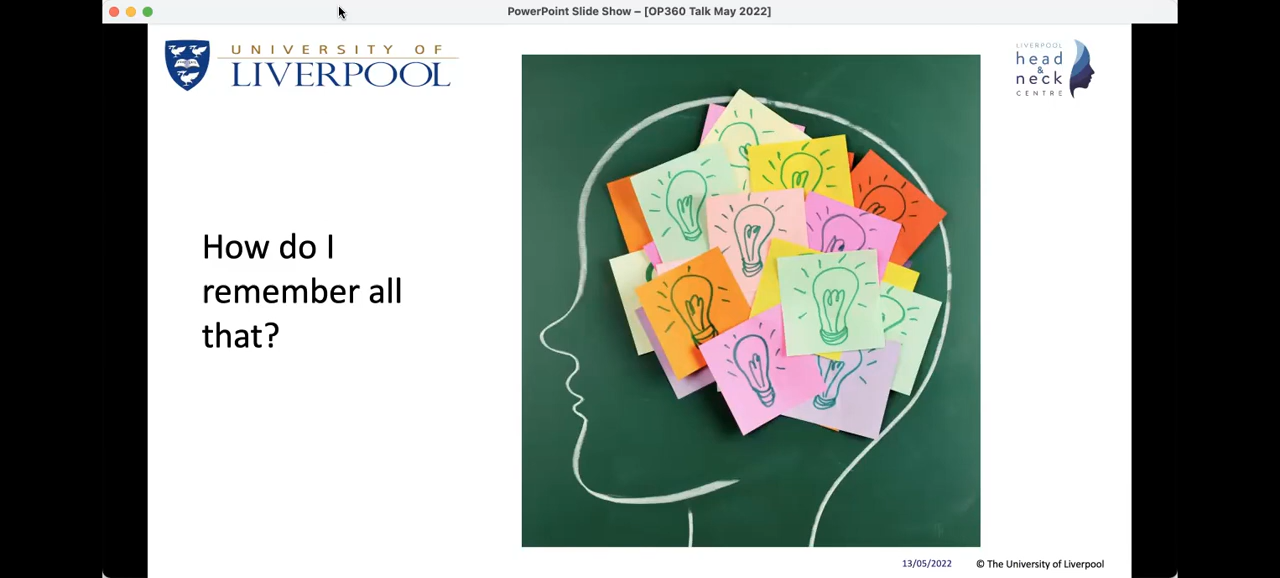 PowerPoint Slide Show – [OP360 Talk May 2022]
UNIVERSITY OF
LIVERPOOL
LIVERPOOL
head
&
neck
CENTRE
How do I
remember all
that?
13/05/2022 © The University of Liverpool